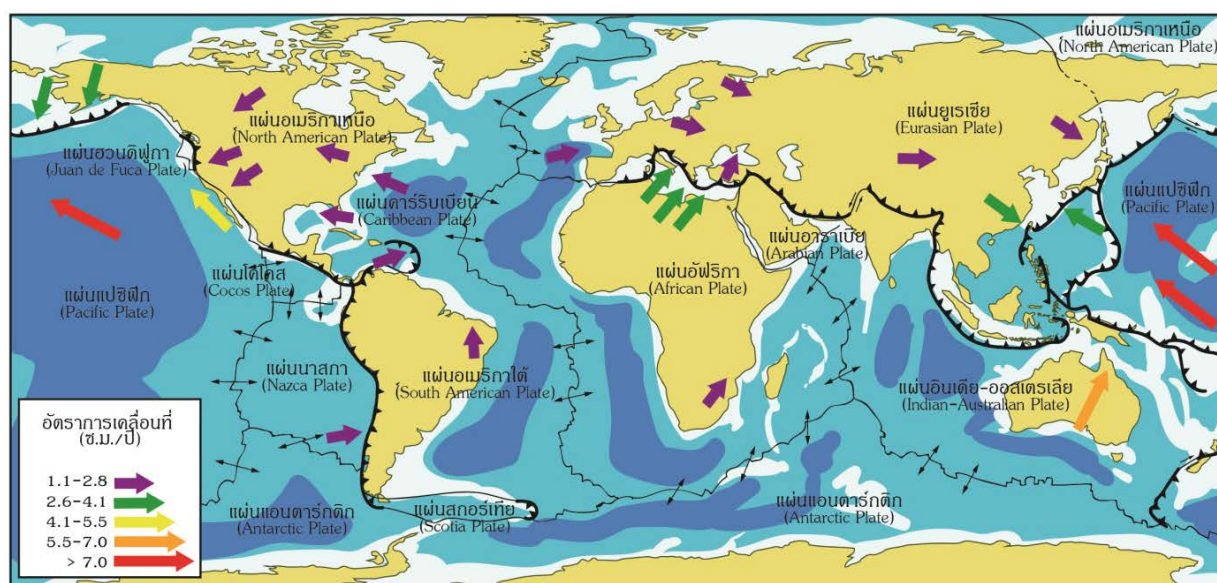 แผ่นอเมริกาเหนือ
(North American Plate)
แผ่นอเมริกาเหนือ
(North American Plate)
แผ่นยูเรเซีย
(Eurasian Plate)
แผ่นฮวนดิฟูกา
(Juan de Fuca Plate)
แผ่นคาร์ริบเบียน
(Caribbean Plate)
แผ่นแปซิฟิก
(Pacific Plate)
แผ่นอาราเบีย
(Arabian Plate)
แผ่นโคโคส
(Cocos Plate)
แผ่นอัฟริกา
(African Plate)
แผ่นแปซิฟิก
(Pacific Plate)
แผ่นนาสกา
(Nazca Plate)
แผ่นอเมริกาใต้
(South American Plate)
แผ่นอินเดีย-ออสเตรเลีย
(Indian-Australian Plate)
อัตราการเคลื่อนที่
(ซ.ม./ปี)
1.1-2.8
2.6-4.1
4.1-5.5
5.5-7.0
> 7.0
แผ่นแอนตาร์กติก
(Antarctic Plate)
แผ่นสกอร์เทีย
(Scotia Plate)
แผ่นแอนตาร์กติก
(Antarctic Plate)